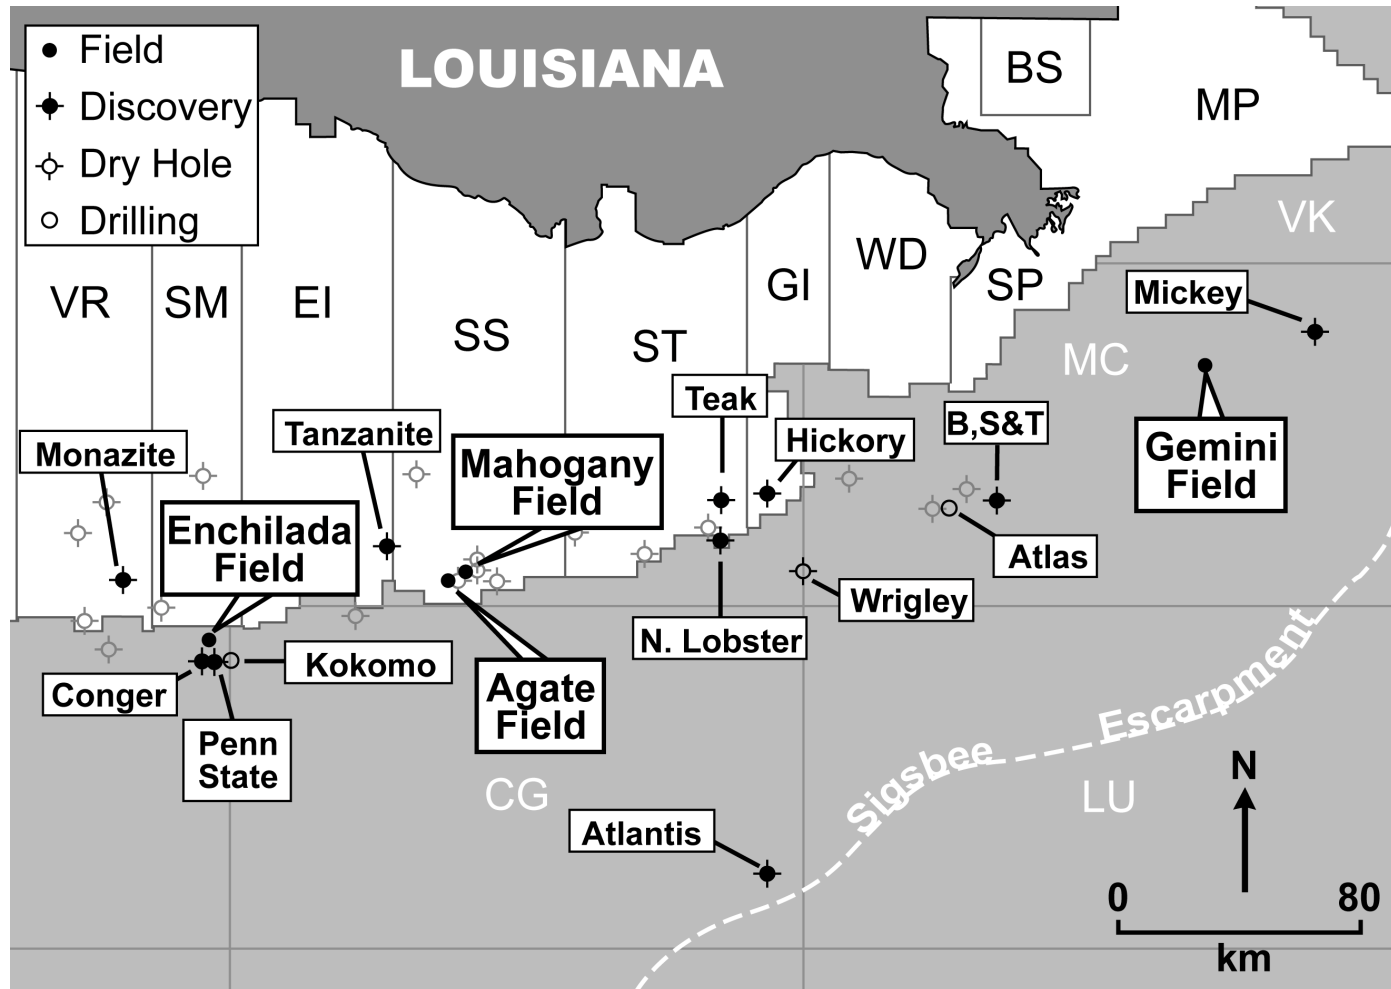 Field
Discovery
Dry Hole
Drilling
LOUISIANA
BS
MP
VK
VR
SM
EI
SS
ST
GI
WD
SP
MC
Mickey
Gemini
Field
Teak
Hickory
B,S&T
Monazite
Tanzanite
Mahogany
Field
Enchilada
Field
Atlas
Wrigley
N. Lobster
Kokomo
Conger
Penn
State
Agate
Field
CG
Atlantis
Sigsbee Escarpment
LU
N
0 80
km